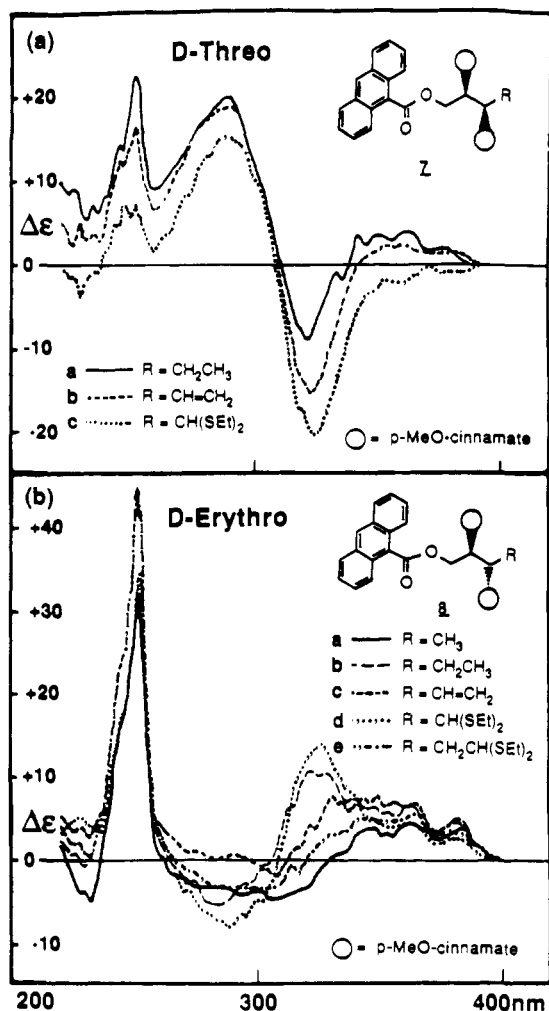 (a) D-Threo
+20
+10
Δε
0
-10
-20
O
O
R
7
a R = CH2CH3
b R = CH=CH2
c R = CH(SEt)2
= p-MeO-cinnamate
300
(b) D-Erythro
+40
+30
+20
+10
Δε
0
-10
O
O
R
8
a R = CH3
b R = CH2CH3
c R = CH=CH2
d R = CH(SEt)2
e R = CH2CH(SEt)2
= p-MeO-cinnamate
200 300 400nm